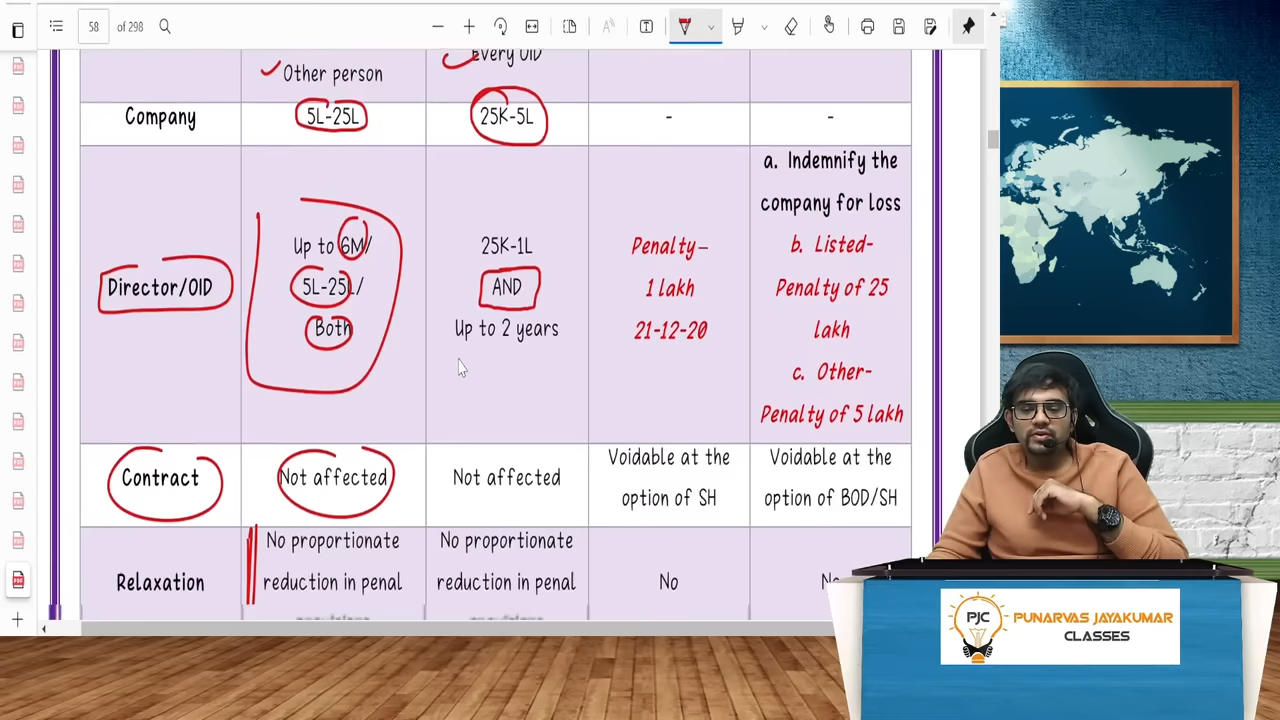 58 of 298
Other person
Every OID
Company
5L-25L
25K-5L
-
-
Director/OID
Up to 6M/
5L-25L/
Both
25K-1L
AND
Up to 2 years
Penalty–
1 lakh
21-12-20
a. Indemnify the
company for loss
b. Listed-
Penalty of 25
lakh
c. Other-
Penalty of 5 lakh
Contract
Not affected
Not affected
Voidable at the
option of SH
Voidable at the
option of BOD/SH
Relaxation
No proportionate
reduction in penal
No proportionate
reduction in penal
No
No
PJC
PUNARVAS JAYAKUMAR
CLASSES